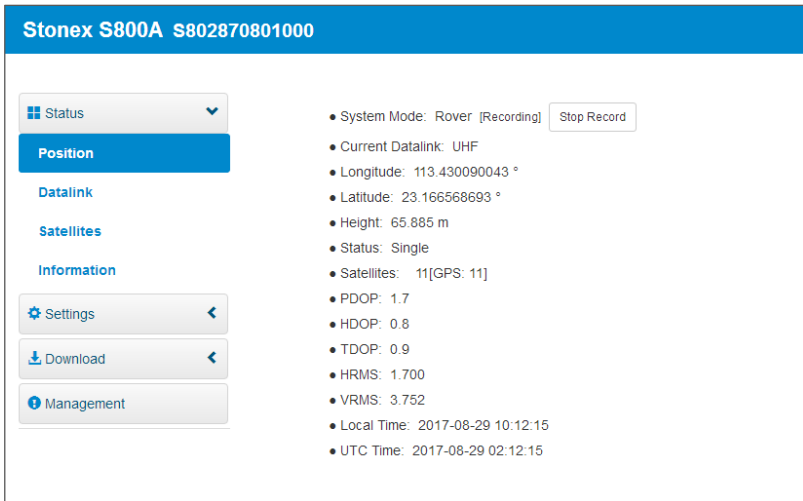 Stonex S800A S802870801000
Status
Position
Datalink
Satellites
Information
Settings
Download
Management
● System Mode: Rover [Recording] Stop Record
● Current Datalink: UHF
● Longitude: 113.430090043 °
● Latitude: 23.166568693 °
● Height: 65.885 m
● Status: Single
● Satellites: 11[GPS: 11]
● PDOP: 1.7
● HDOP: 0.8
● TDOP: 0.9
● HRMS: 1.700
● VRMS: 3.752
● Local Time: 2017-08-29 10:12:15
● UTC Time: 2017-08-29 02:12:15